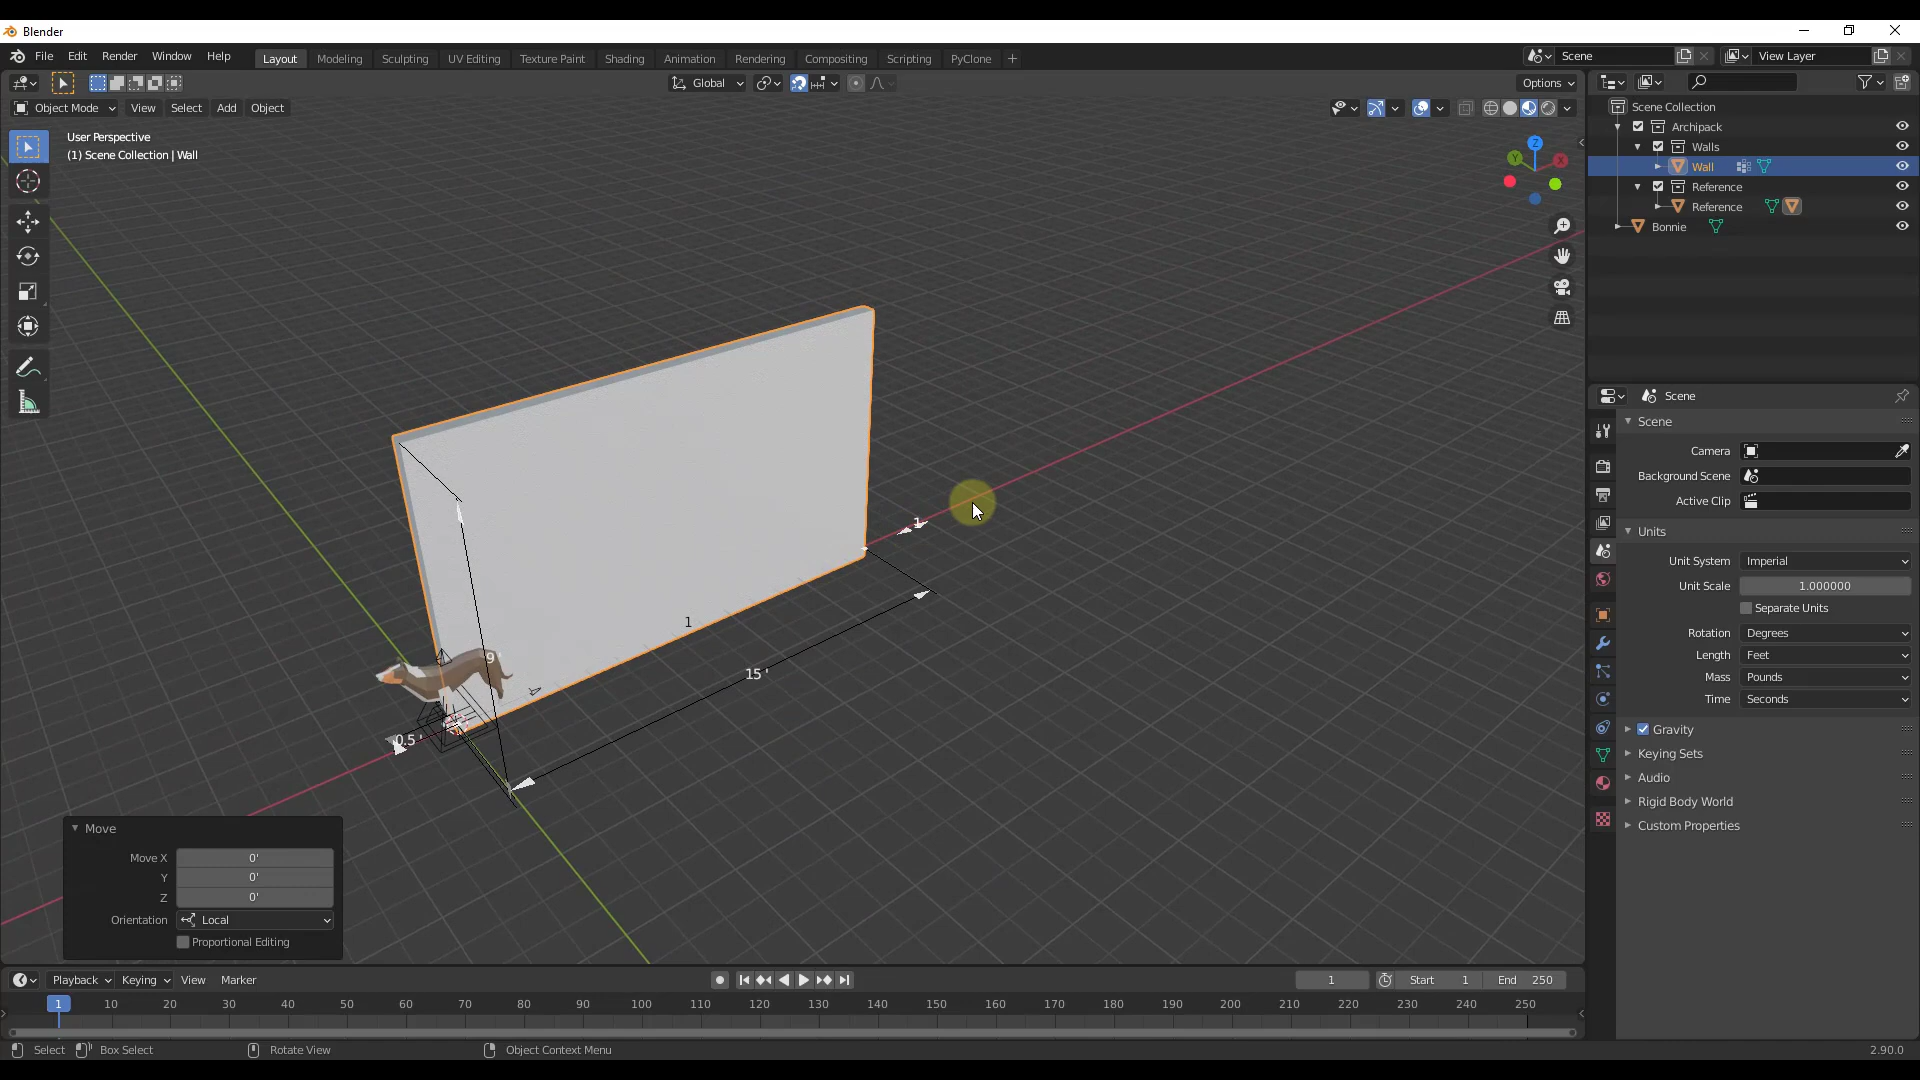 Blender
File Edit Render Window Help
Layout Modeling Sculpting UV Editing Texture Paint Shading Animation Rendering Compositing Scripting PyClone
Scene
View Layer
Global
Options
Object Mode View Select Add Object
User Perspective
(1) Scene Collection | Wall
Z
Y
X
1
1
9'
15'
0.5'
Move
Move X 0'
Y 0'
Z 0'
Orientation Local
Proportional Editing
Scene Collection
Archipack
Walls
Wall
Reference
Reference
Bonnie
Scene
Scene
Camera
Background Scene
Active Clip
Units
Unit System Imperial
Unit Scale 1.000000
Separate Units
Rotation Degrees
Length Feet
Mass Pounds
Time Seconds
Gravity
Keying Sets
Audio
Rigid Body World
Custom Properties
Playback Keying View Marker
1 Start 1 End 250
1 10 20 30 40 50 60 70 80 90 100 110 120 130 140 150 160 170 180 190 200 210 220 230 240 250
Select Box Select Rotate View Object Context Menu 2.90.0